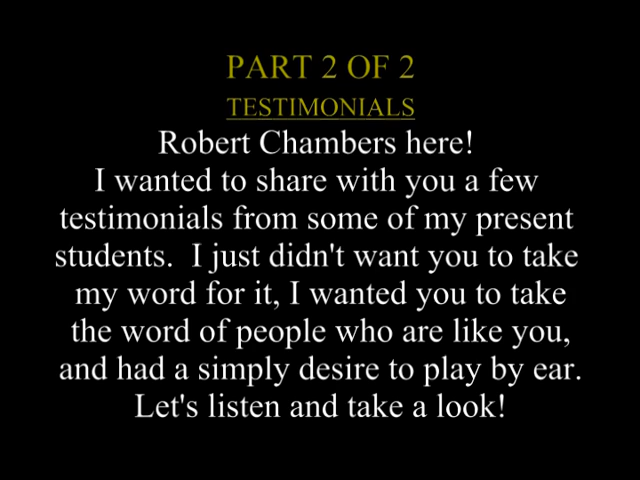 PART 2 OF 2
TESTIMONIALS
Robert Chambers here!
I wanted to share with you a few
testimonials from some of my present
students.  I just didn't want you to take
my word for it, I wanted you to take
the word of people who are like you,
and had a simply desire to play by ear.
Let's listen and take a look!